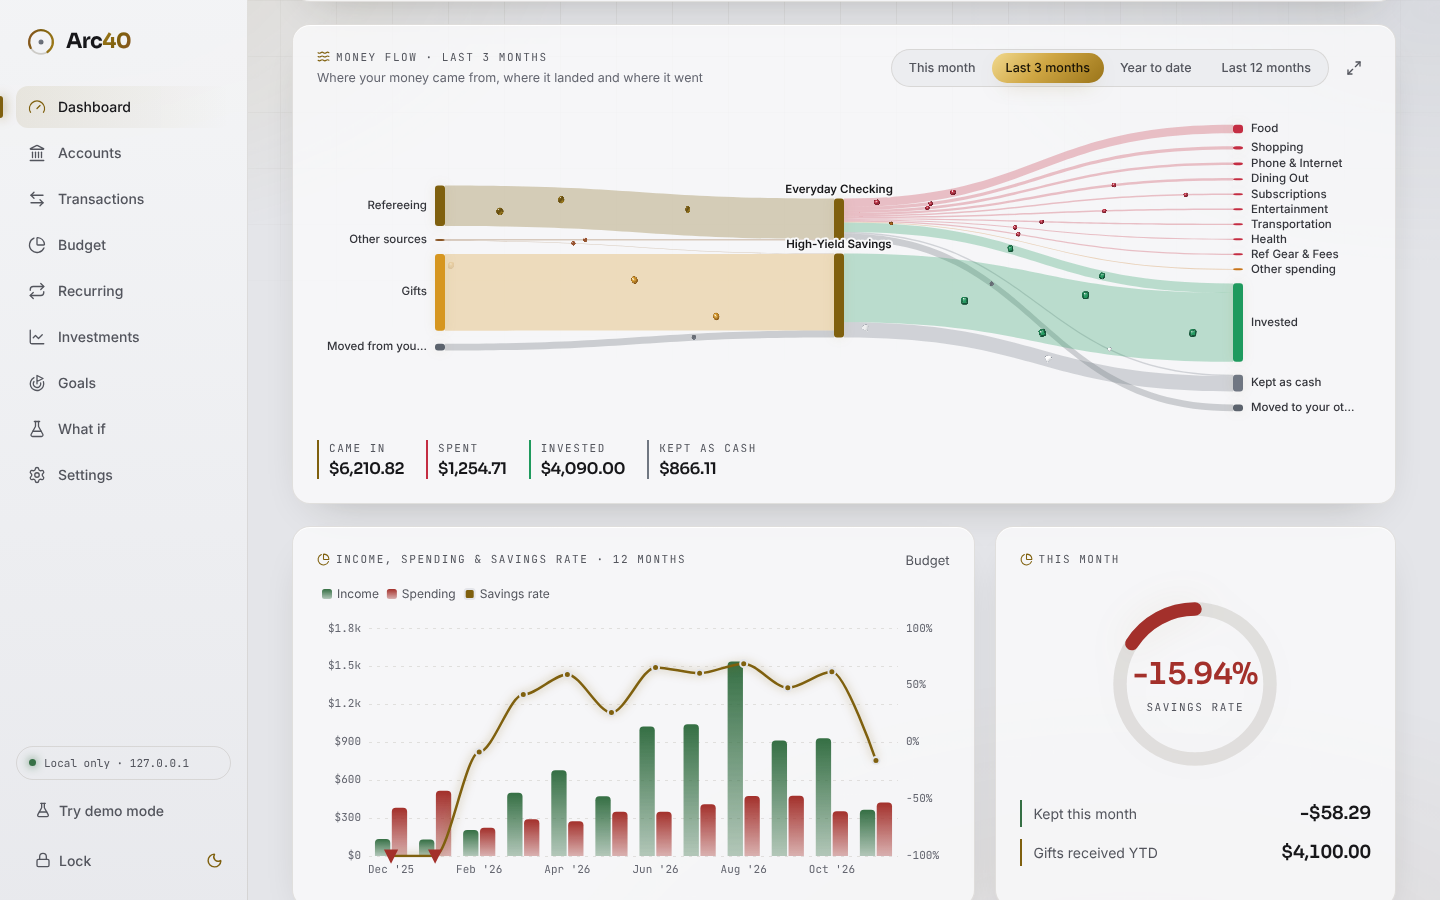 Arc40
Dashboard
Accounts
Transactions
Budget
Recurring
Investments
Goals
What if
Settings
Local only · 127.0.0.1
Try demo mode
Lock
MONEY FLOW · LAST 3 MONTHS
Where your money came from, where it landed and where it went
This month
Last 3 months
Year to date
Last 12 months
Refereeing
Other sources
Gifts
Moved from you...
Everyday Checking
High-Yield Savings
Food
Shopping
Phone & Internet
Dining Out
Subscriptions
Entertainment
Transportation
Health
Ref Gear & Fees
Other spending
Invested
Kept as cash
Moved to your ot...
CAME IN
$6,210.82
SPENT
$1,254.71
INVESTED
$4,090.00
KEPT AS CASH
$866.11
INCOME, SPENDING & SAVINGS RATE · 12 MONTHS
Budget
Income
Spending
Savings rate
$1.8k
$1.5k
$1.2k
$900
$600
$300
$0
100%
50%
0%
-50%
-100%
Dec '25
Feb '26
Apr '26
Jun '26
Aug '26
Oct '26
THIS MONTH
-15.94%
SAVINGS RATE
Kept this month
-$58.29
Gifts received YTD
$4,100.00